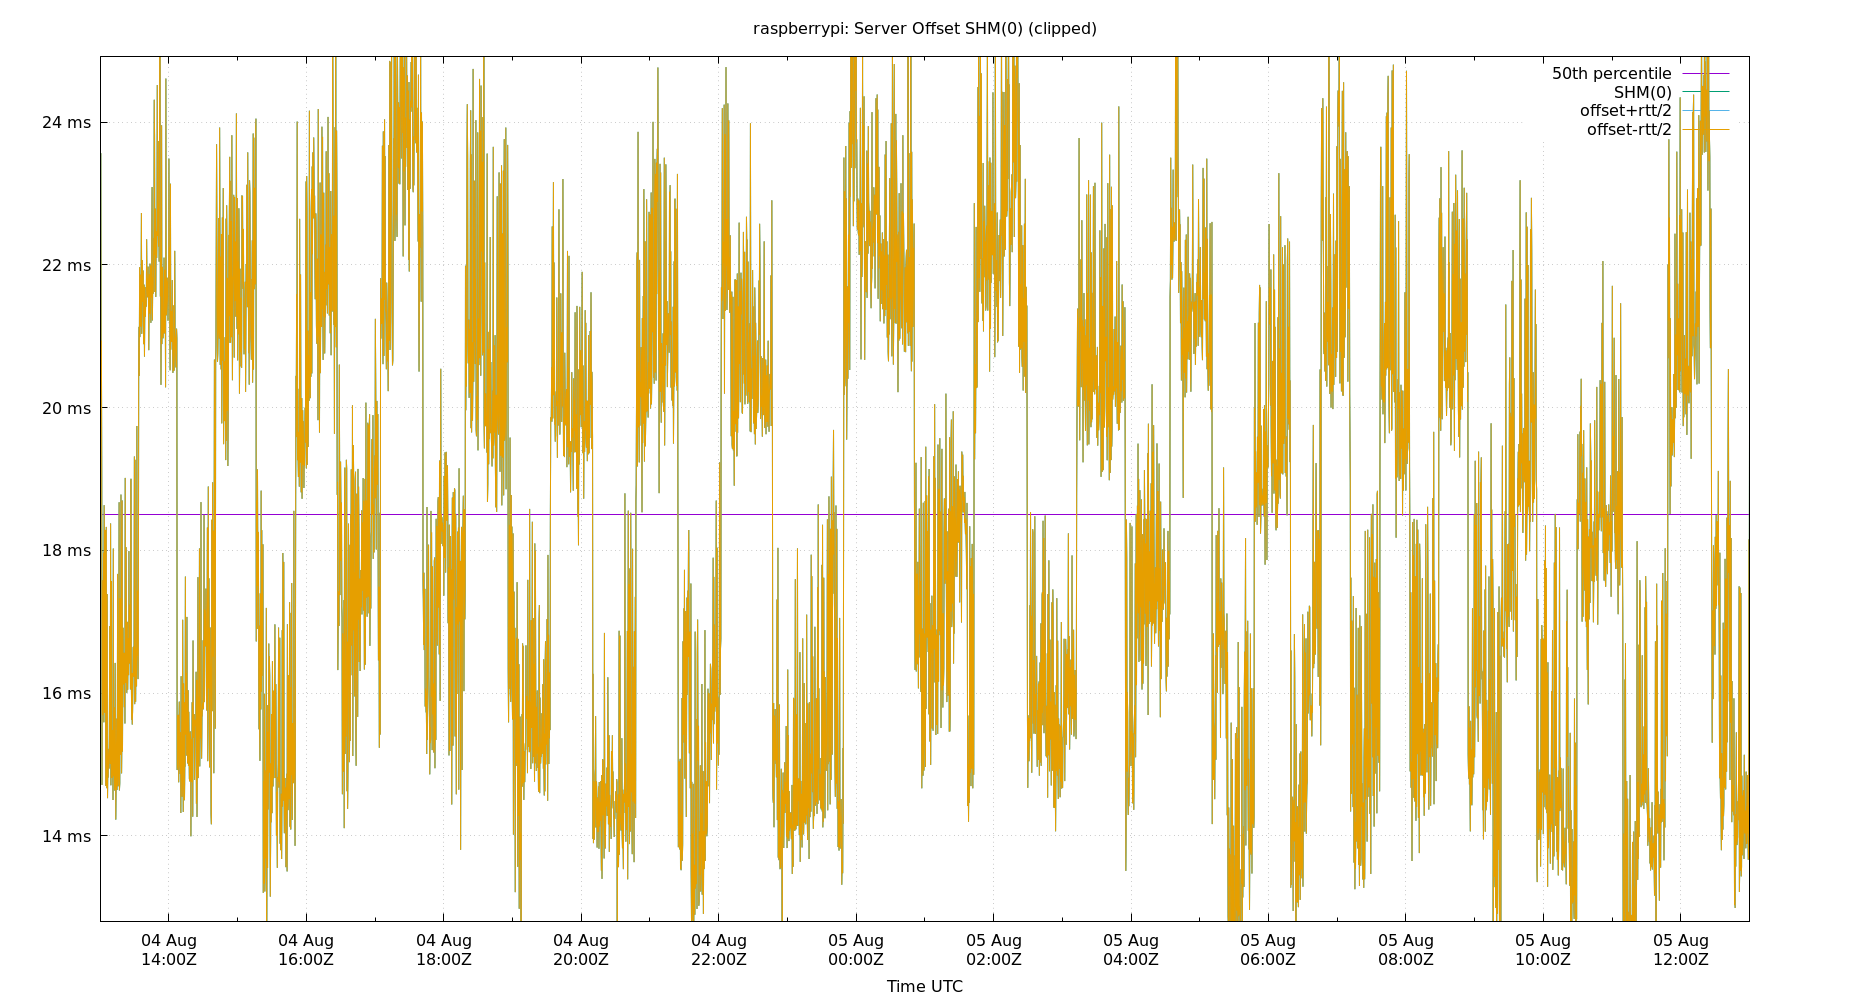 raspberrypi: Server Offset SHM(0) (clipped)
50th percentile
SHM(0)
offset+rtt/2
offset-rtt/2
24 ms
22 ms
20 ms
18 ms
16 ms
14 ms
04 Aug 04 Aug 04 Aug 04 Aug 04 Aug 05 Aug 05 Aug 05 Aug 05 Aug 05 Aug 05 Aug 05 Aug
14:00Z 16:00Z 18:00Z 20:00Z 22:00Z 00:00Z 02:00Z 04:00Z 06:00Z 08:00Z 10:00Z 12:00Z
Time UTC